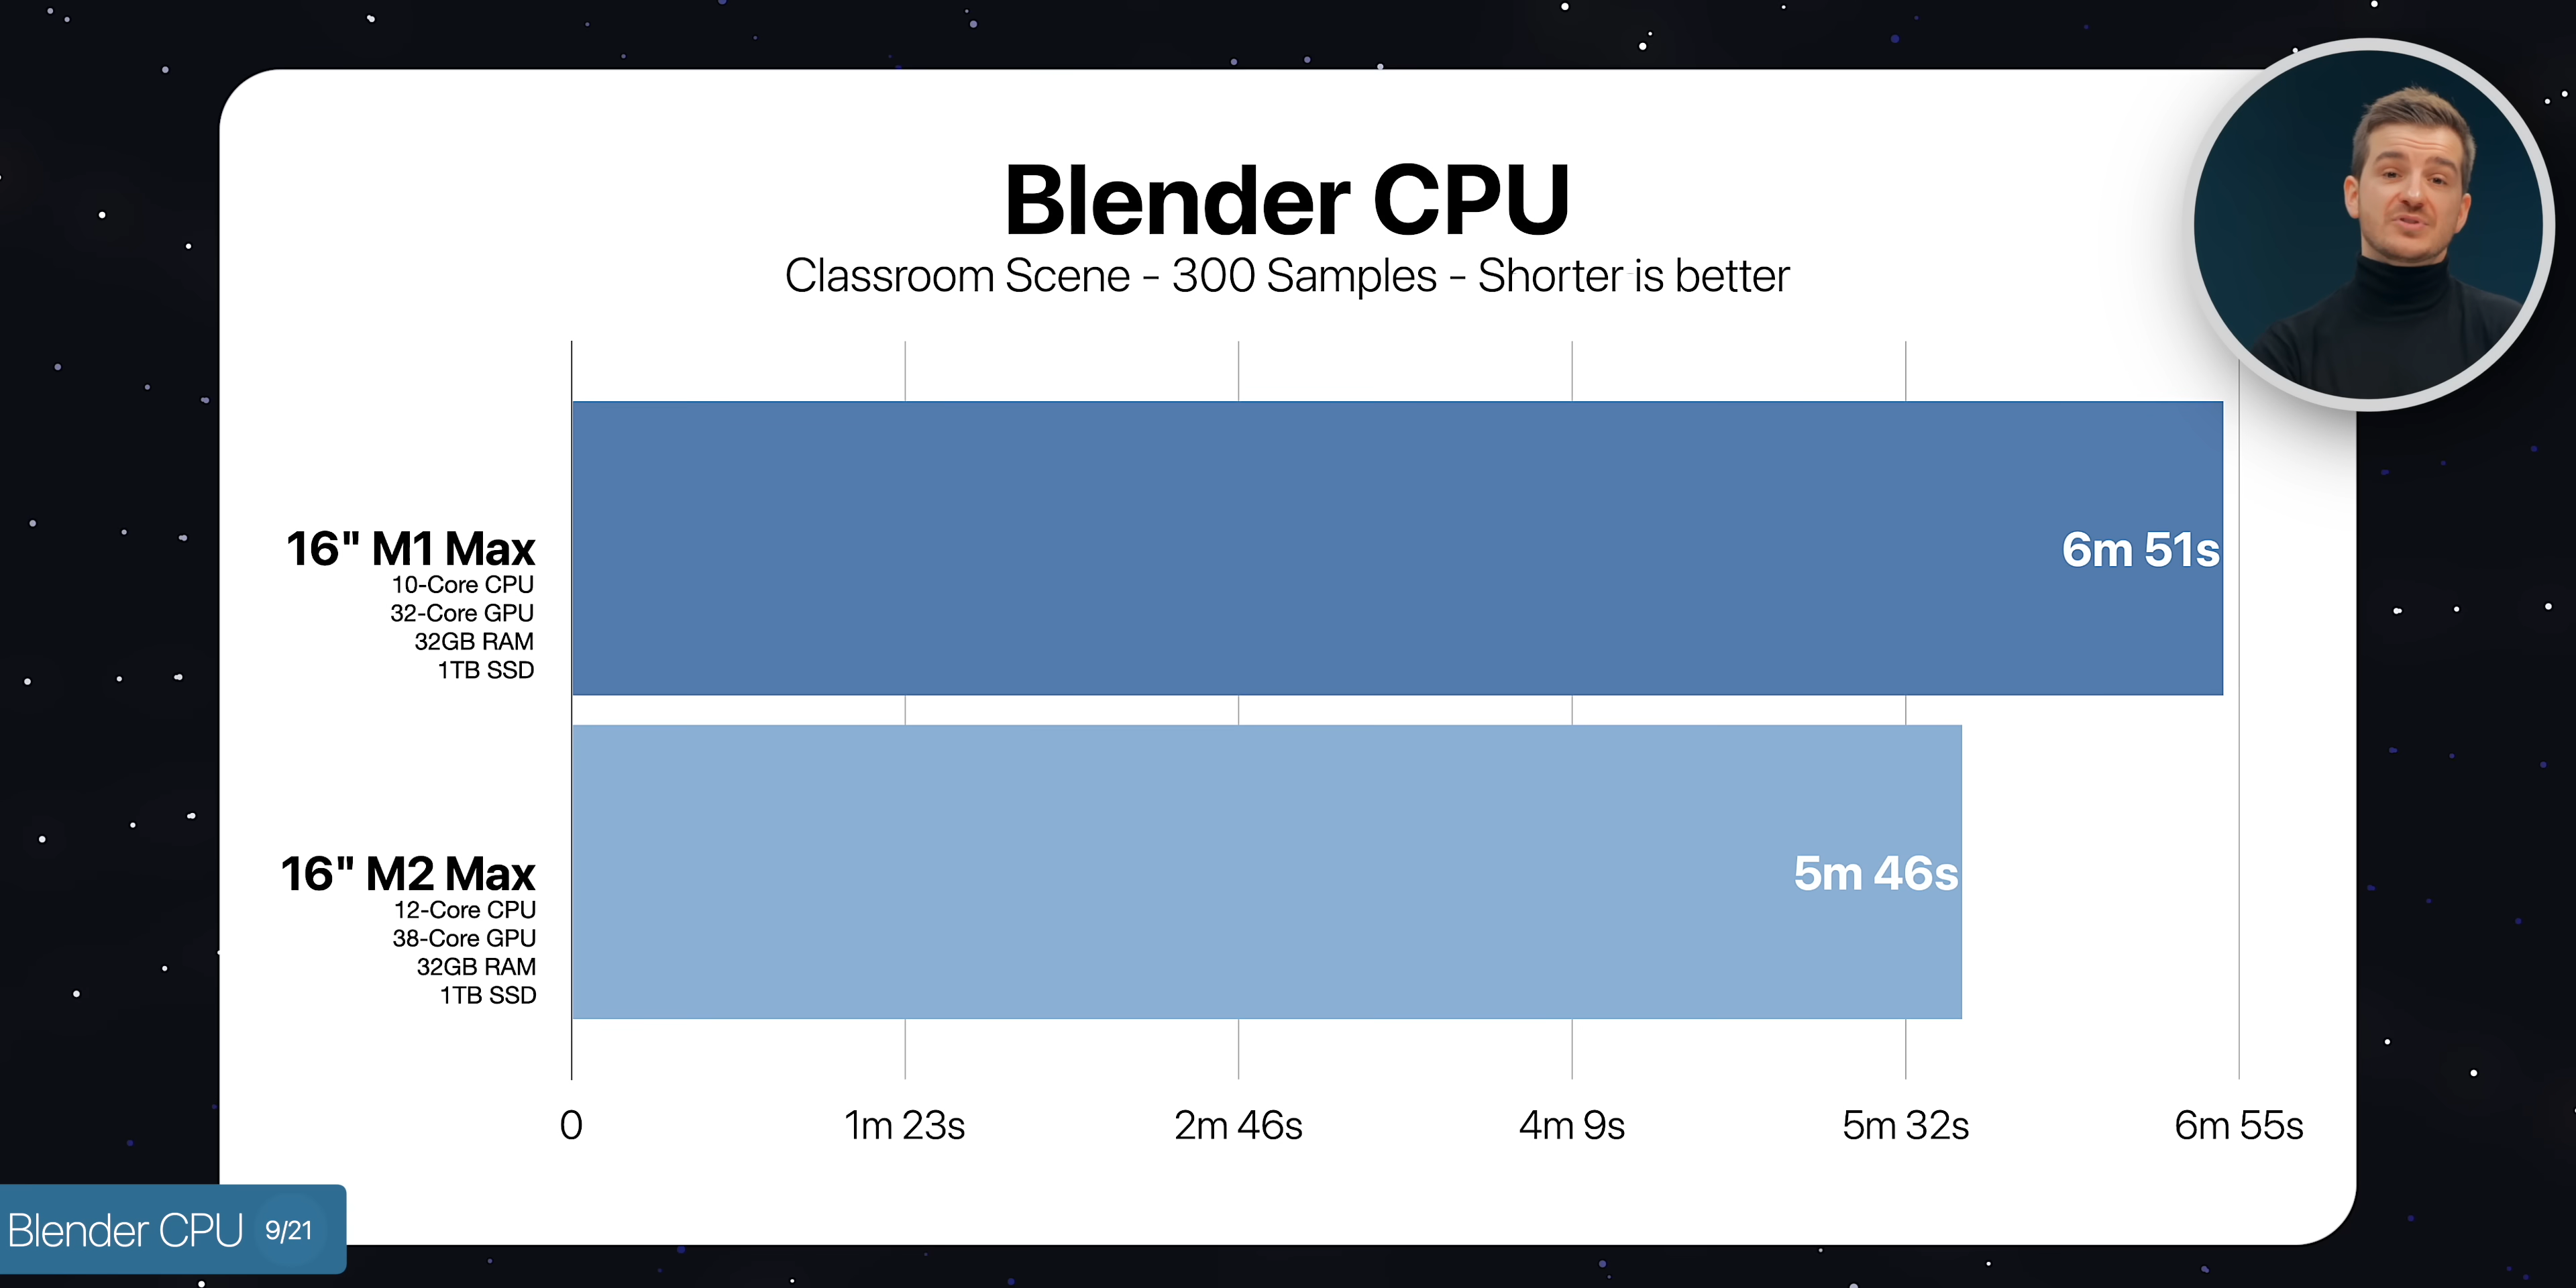 Blender CPU
Classroom Scene - 300 Samples - Shorter is better
16" M1 Max
10-Core CPU
32-Core GPU
32GB RAM
1TB SSD
6m 51s
16" M2 Max
12-Core CPU
38-Core GPU
32GB RAM
1TB SSD
5m 46s
0 1m 23s 2m 46s 4m 9s 5m 32s 6m 55s
Blender CPU 9/21